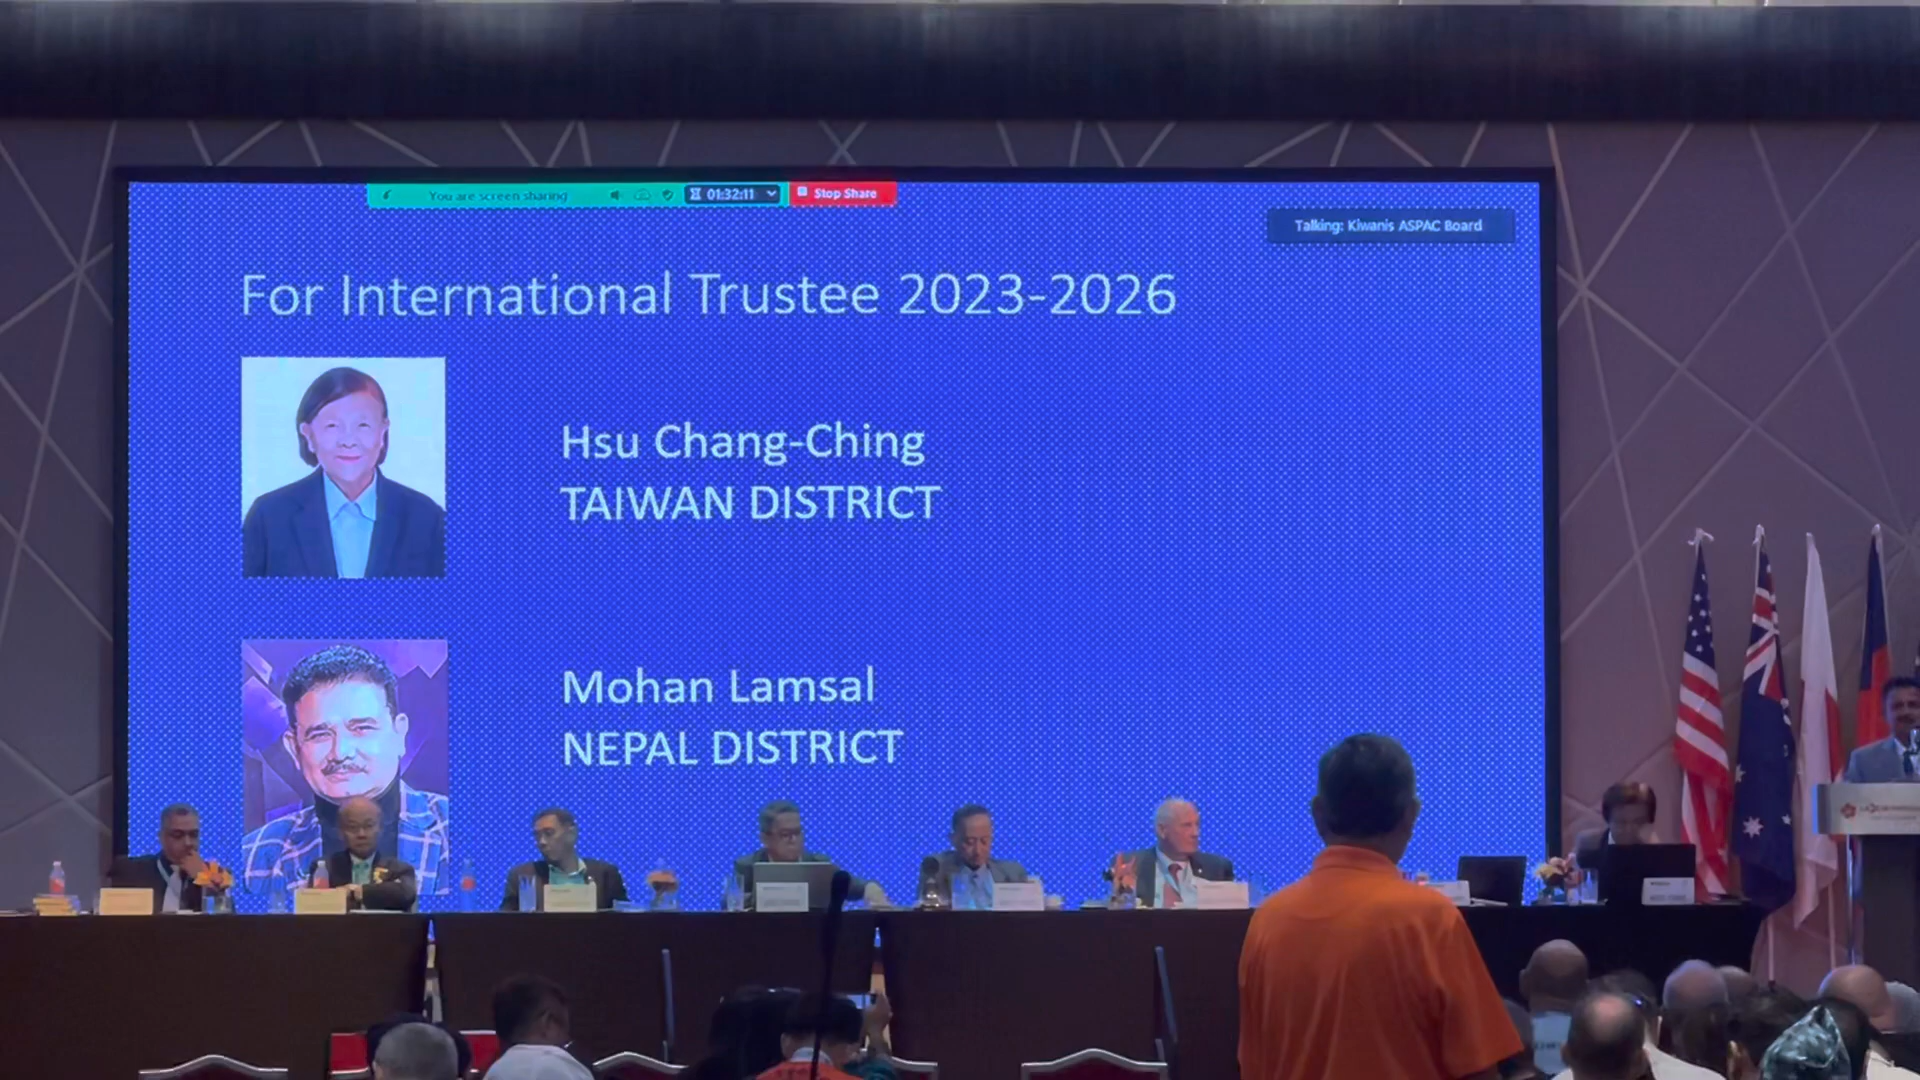 You are screen sharing
01:32:11
Stop Share
Talking: Kiwanis ASPAC Board
For International Trustee 2023-2026
Hsu Chang-Ching
TAIWAN DISTRICT
Mohan Lamsal
NEPAL DISTRICT